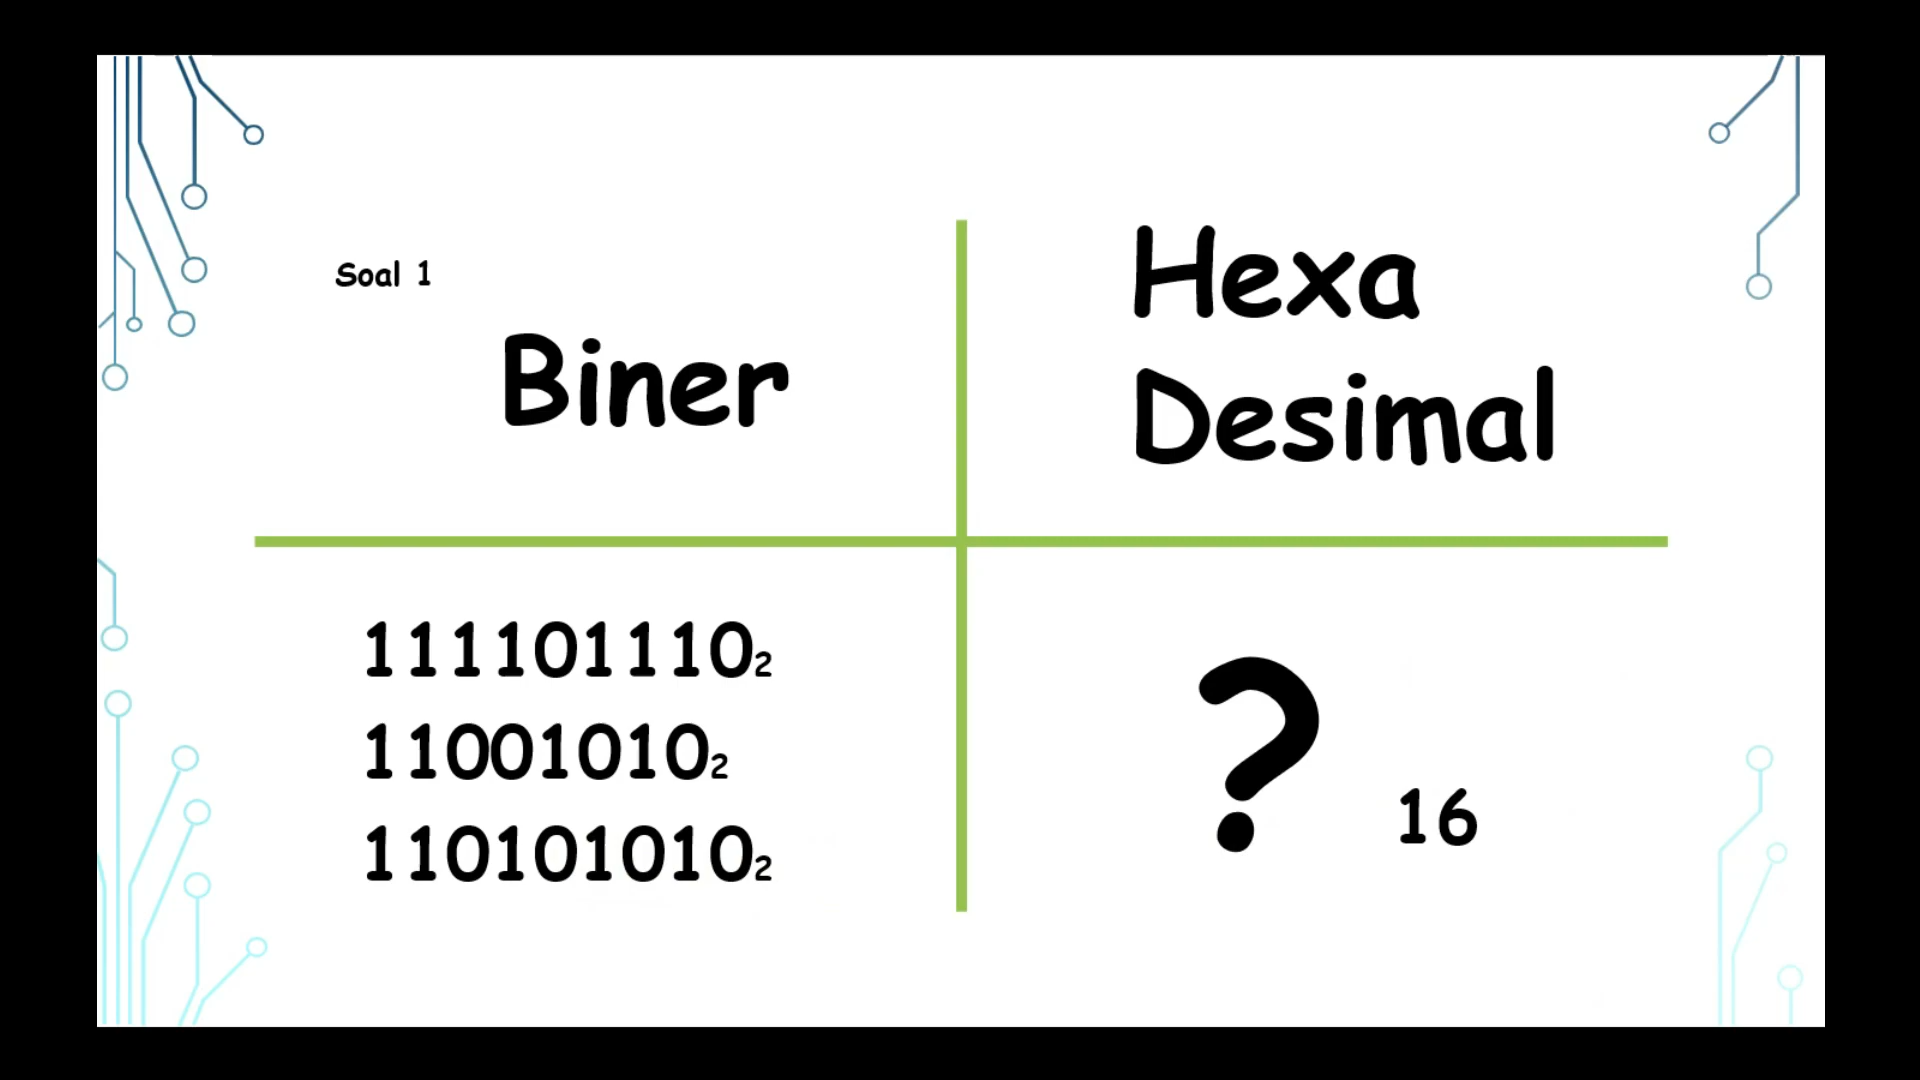 Soal 1
Biner
Hexa
Desimal
111101110₂
11001010₂
110101010₂
? 16